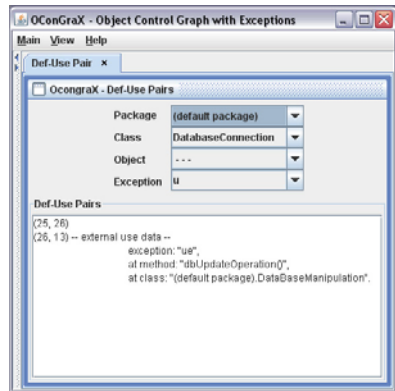 OConGraX - Object Control Graph with Exceptions
Main View Help
Def-Use Pair ×
OcongraX - Def-Use Pairs
Package (default package)
Class DatabaseConnection
Object ---
Exception u
Def-Use Pairs
(25, 26)
(26, 13) -- external use data --
exception: "ue",
at method: "dbUpdateOperation()",
at class: "(default package).DataBaseManipulation".